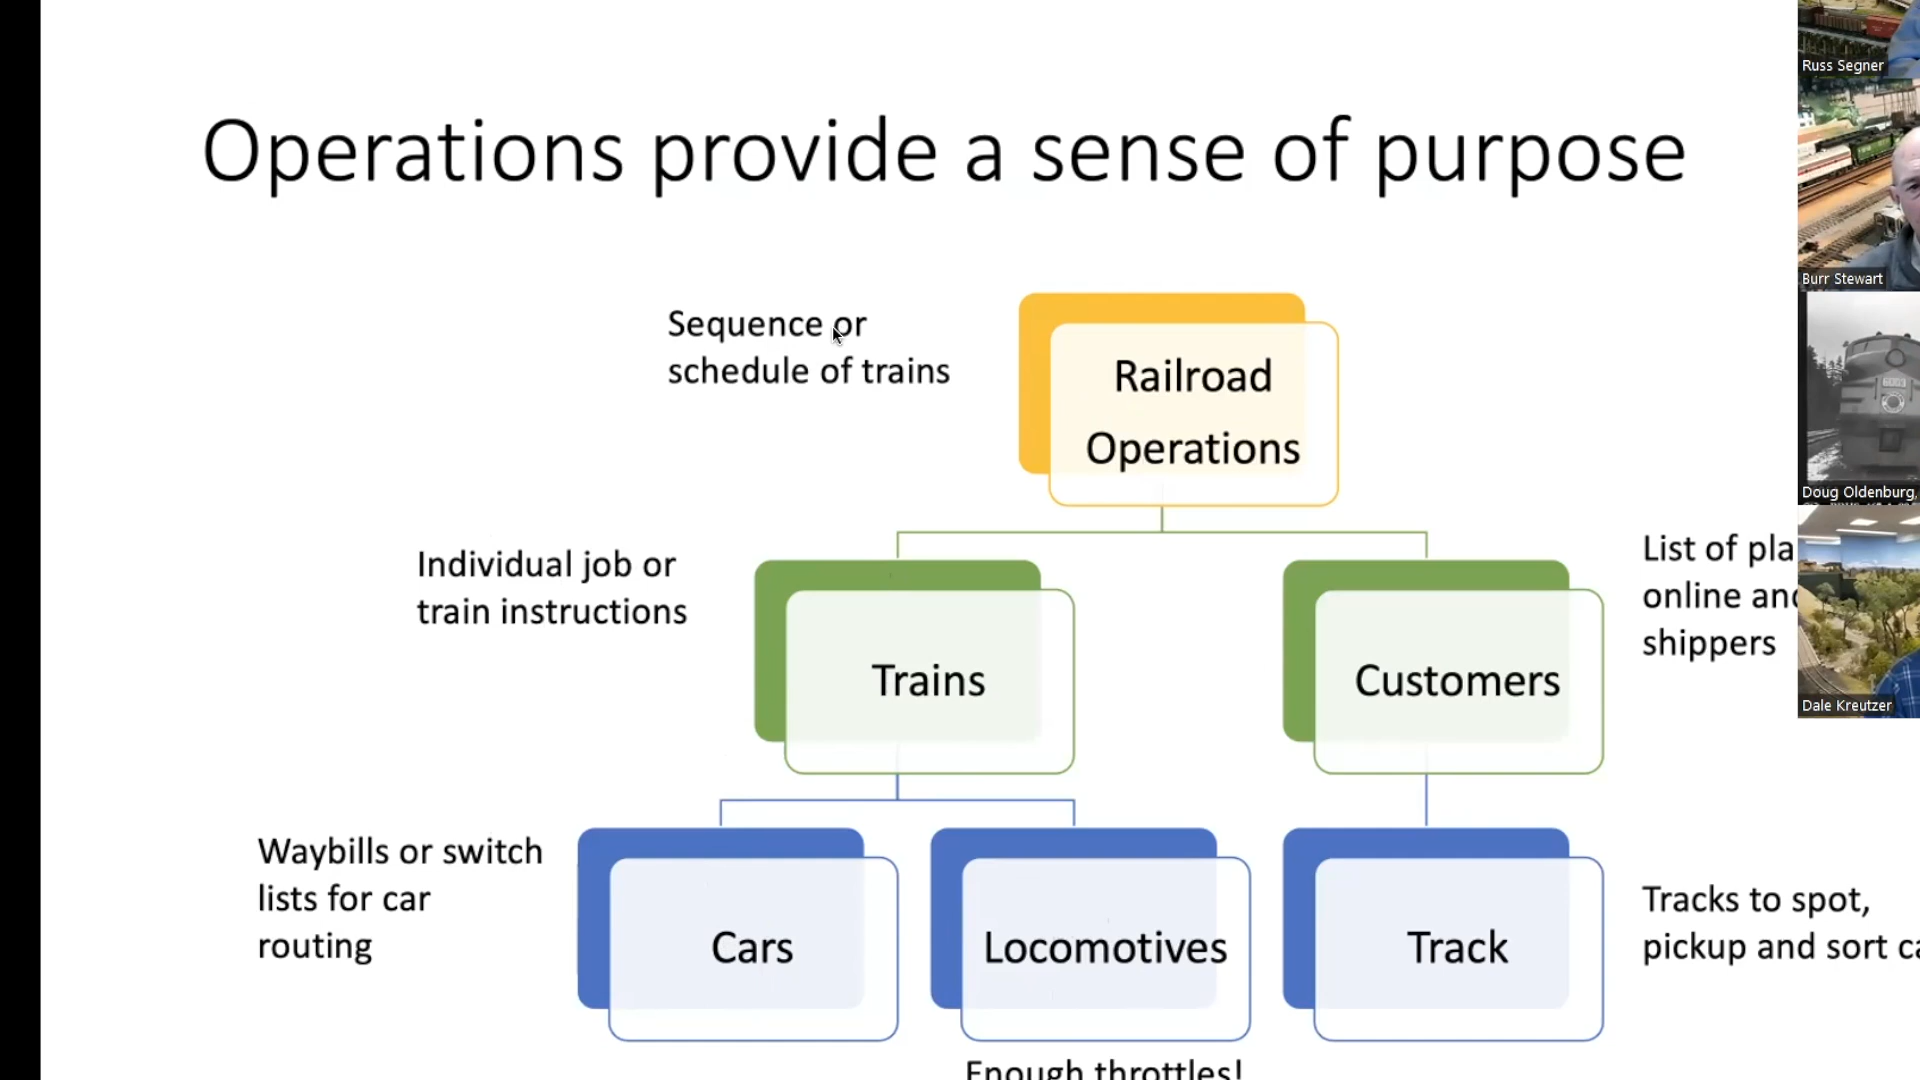 Operations provide a sense of purpose
Sequence or
schedule of trains
Railroad
Operations
Individual job or
train instructions
Trains
Customers
List of pla
online and
shippers
Waybills or switch
lists for car
routing
Cars
Locomotives
Track
Tracks to spot,
pickup and sort ca
Enough throttles!
Russ Segner
Burr Stewart
Doug Oldenburg,
Dale Kreutzer